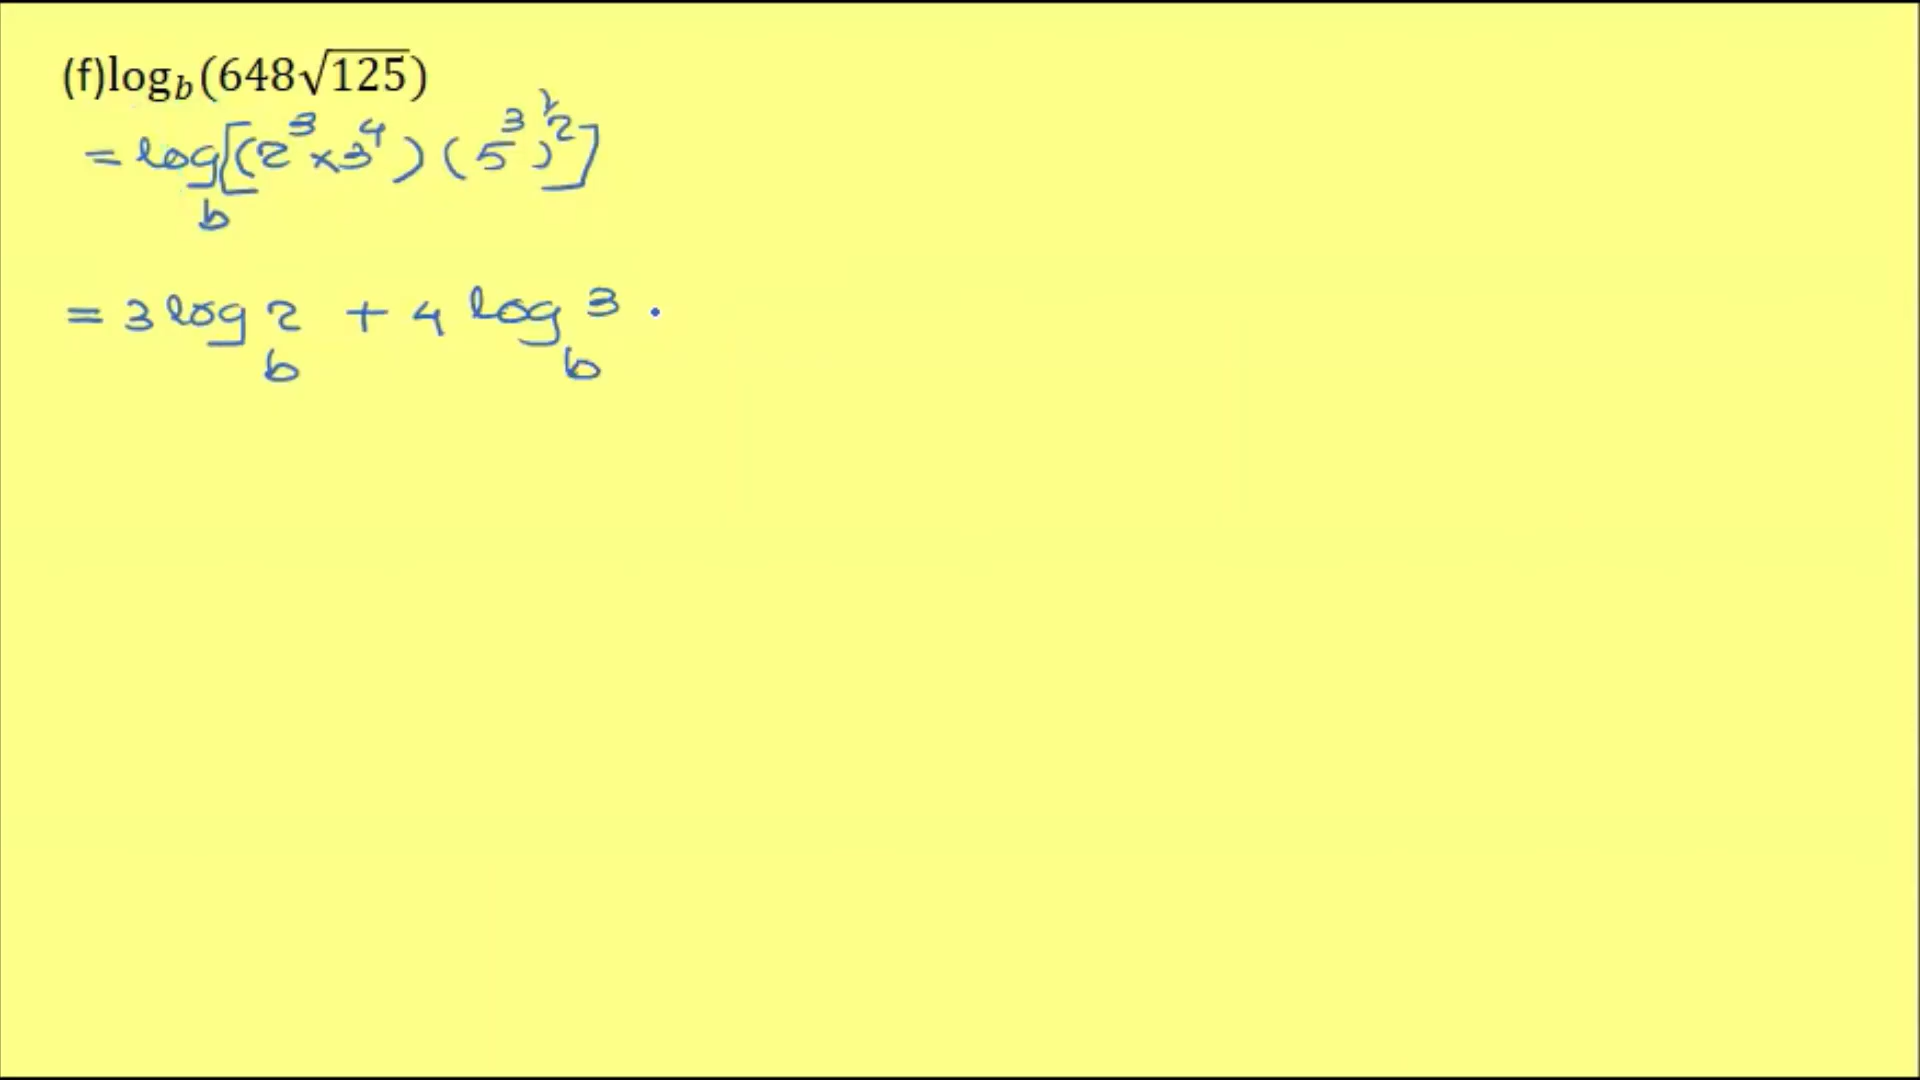 (f)log_b(648√125)
= log_b[(2^3×3^4)(5^3)^1/2]
= 3 log_b 2 + 4 log_b 3